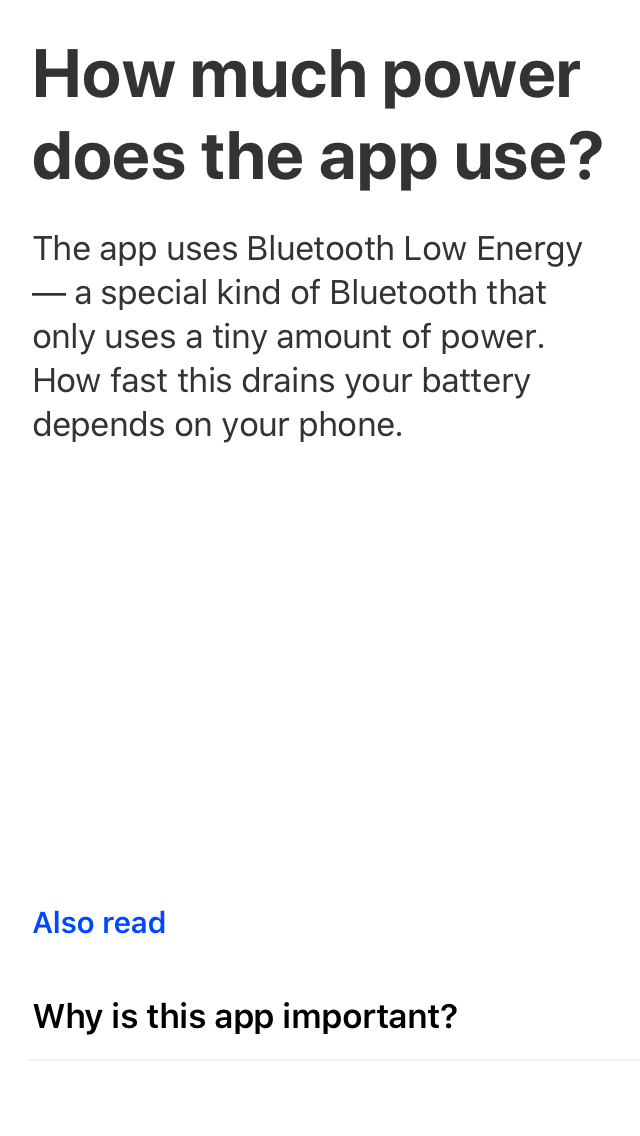 How much power
does the app use?
The app uses Bluetooth Low Energy
— a special kind of Bluetooth that
only uses a tiny amount of power.
How fast this drains your battery
depends on your phone.
Also read
Why is this app important?